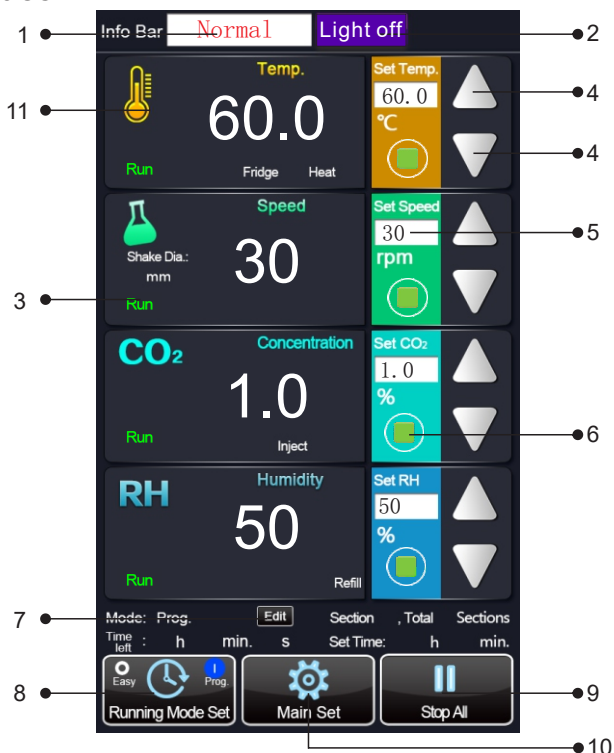 1 Info Bar Normal Light off 2
Temp. Set Temp.
11 60.0 60.0 4
℃
4
Run Fridge Heat
Speed Set Speed
30 30 5
rpm
Shake Dia.:
mm
3 Run
CO₂ Concentration Set CO₂
1.0 1.0
%
6
Run Inject
RH Humidity Set RH
50 50
%
Run Refill
7 Mode: Prog. Edit Section , Total Sections
Time left : h min. s Set Time: h min.
8 Easy Prog. 9
Running Mode Set Main Set Stop All
10